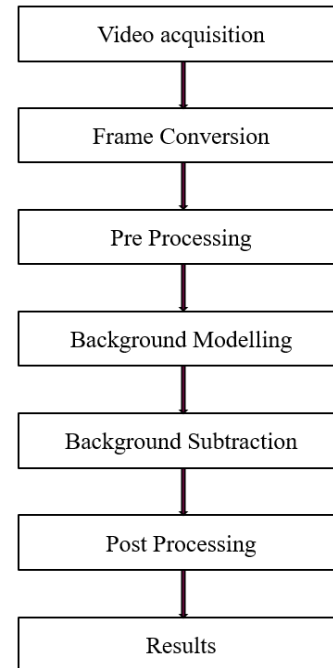 Video acquisition
Frame Conversion
Pre Processing
Background Modelling
Background Subtraction
Post Processing
Results